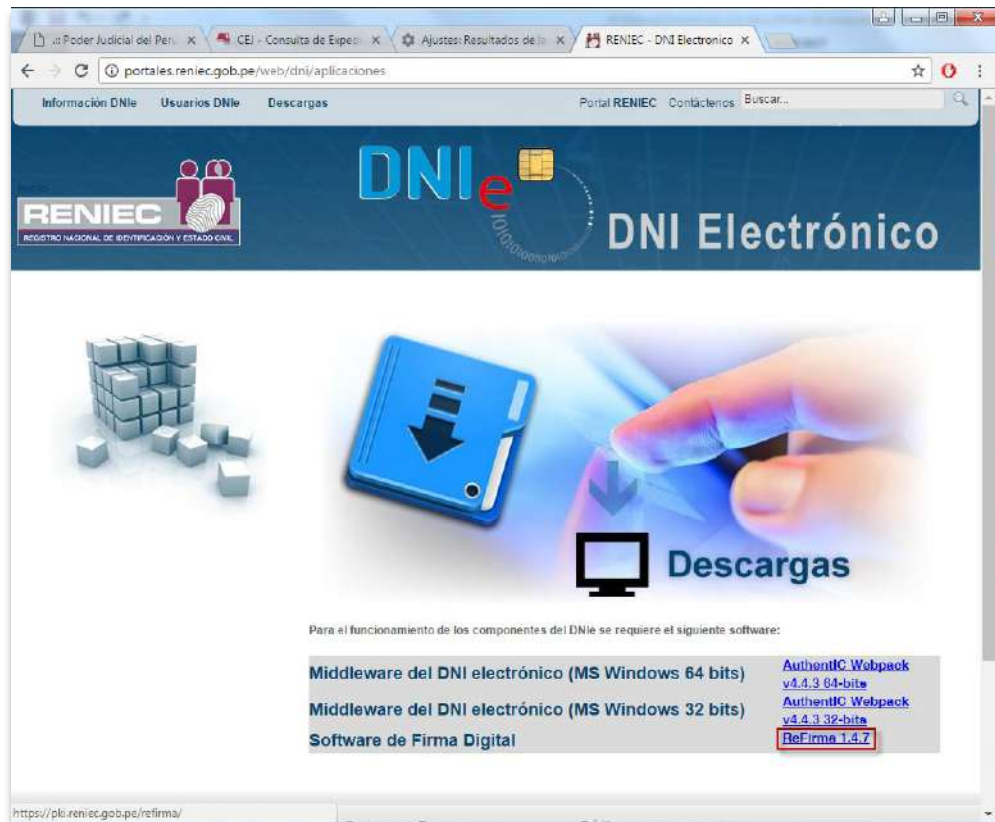 .:: Poder Judicial del Per
CEJ - Consulta de Exped
Ajustes: Resultados de la
RENIEC - DNI Electronico
portales.reniec.gob.pe/web/dni/aplicaciones
Información DNIe Usuarios DNIe Descargas Portal RENIEC Contáctenos Buscar...
RENIEC
REGISTRO NACIONAL DE IDENTIFICACIÓN Y ESTADO CIVIL
DNIe
DNI Electrónico
Descargas
Para el funcionamiento de los componentes del DNIe se requiere el siguiente software:
Middleware del DNI electrónico (MS Windows 64 bits) AuthentIC Webpack
v4.4.3 64-bits
Middleware del DNI electrónico (MS Windows 32 bits) AuthentIC Webpack
v4.4.3 32-bits
Software de Firma Digital ReFirma 1.4.7
https://pki.reniec.gob.pe/refirma/